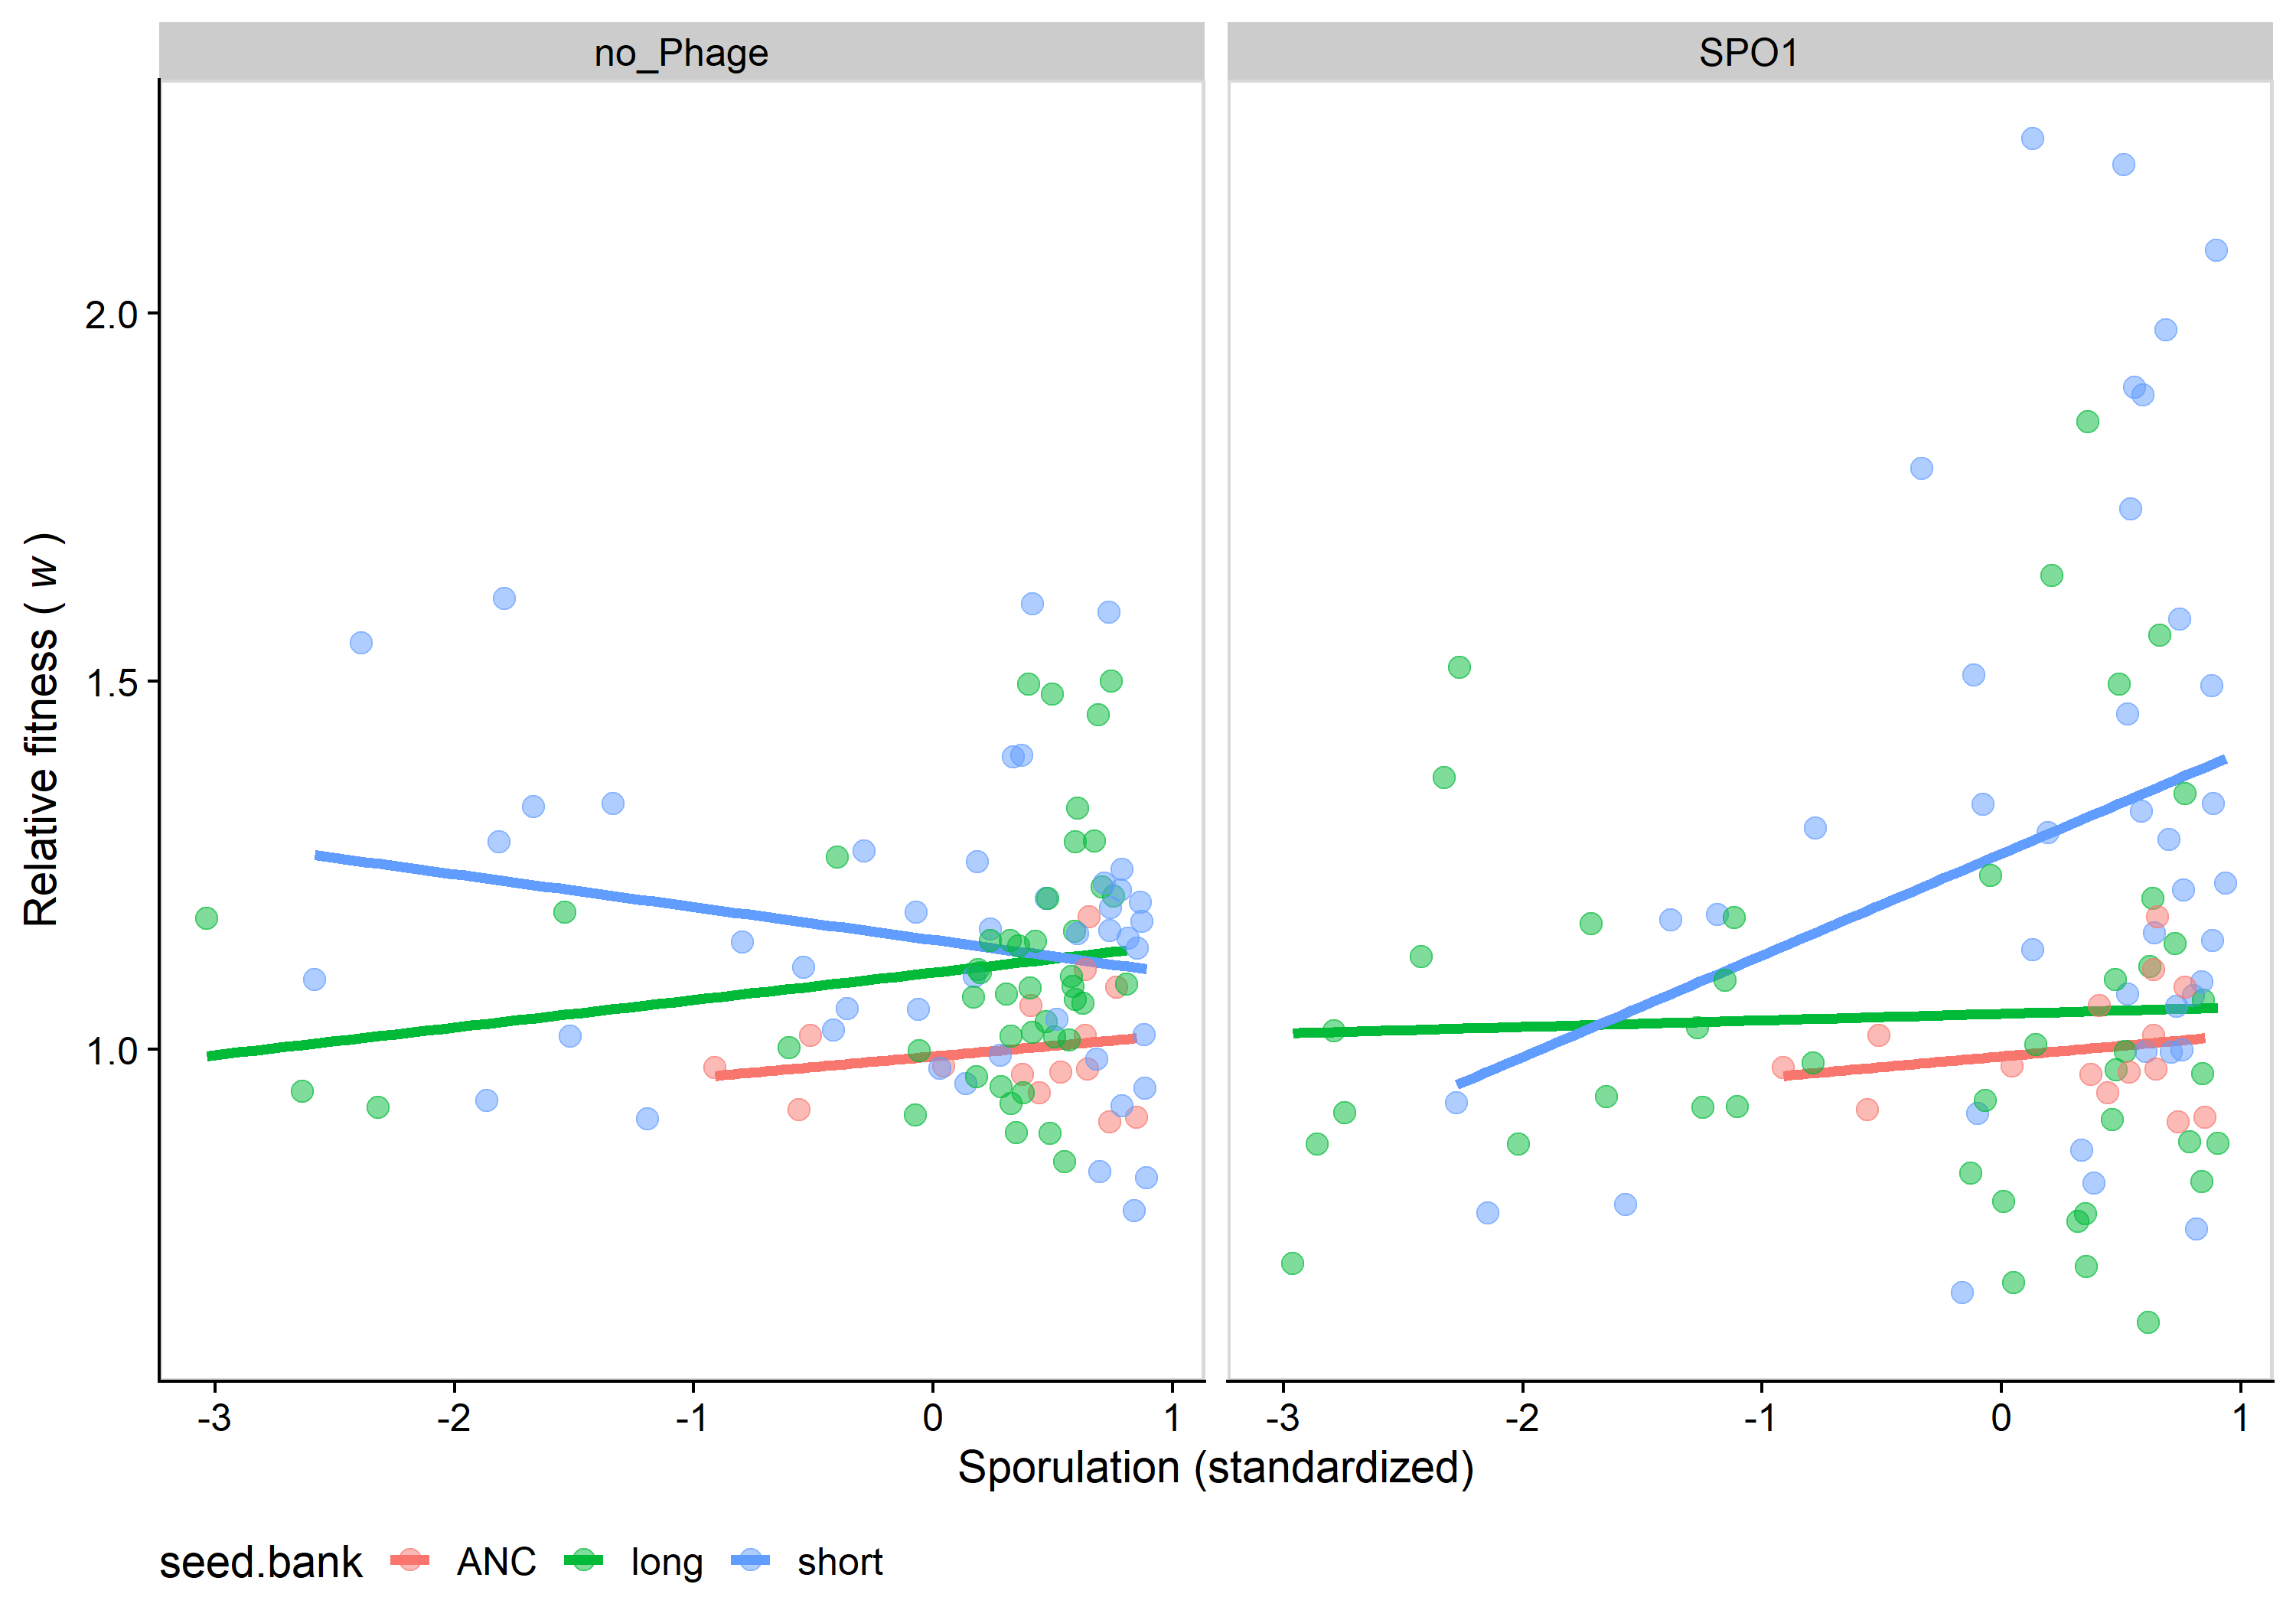 no_Phage SPO1
Relative fitness ( w )
2.0
1.5
1.0
-3 -2 -1 0 1 -3 -2 -1 0 1
Sporulation (standardized)
seed.bank ANC long short